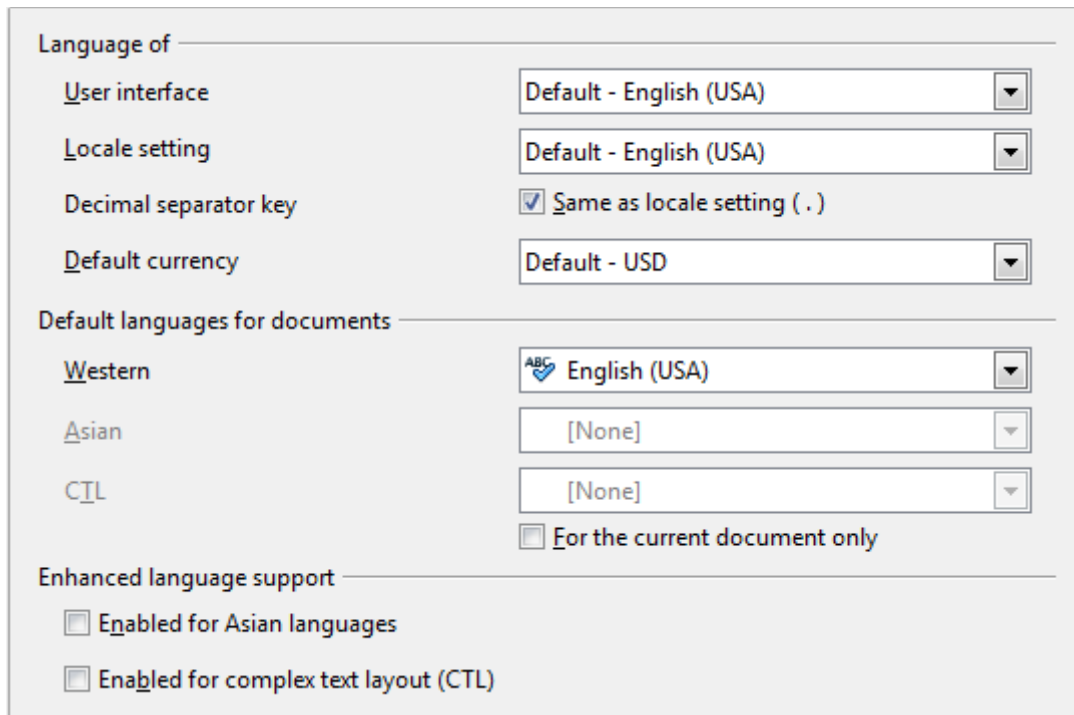 Language of
User interface Default - English (USA)
Locale setting Default - English (USA)
Decimal separator key Same as locale setting ( . )
Default currency Default - USD
Default languages for documents
Western ABC English (USA)
Asian [None]
CTL [None]
For the current document only
Enhanced language support
Enabled for Asian languages
Enabled for complex text layout (CTL)